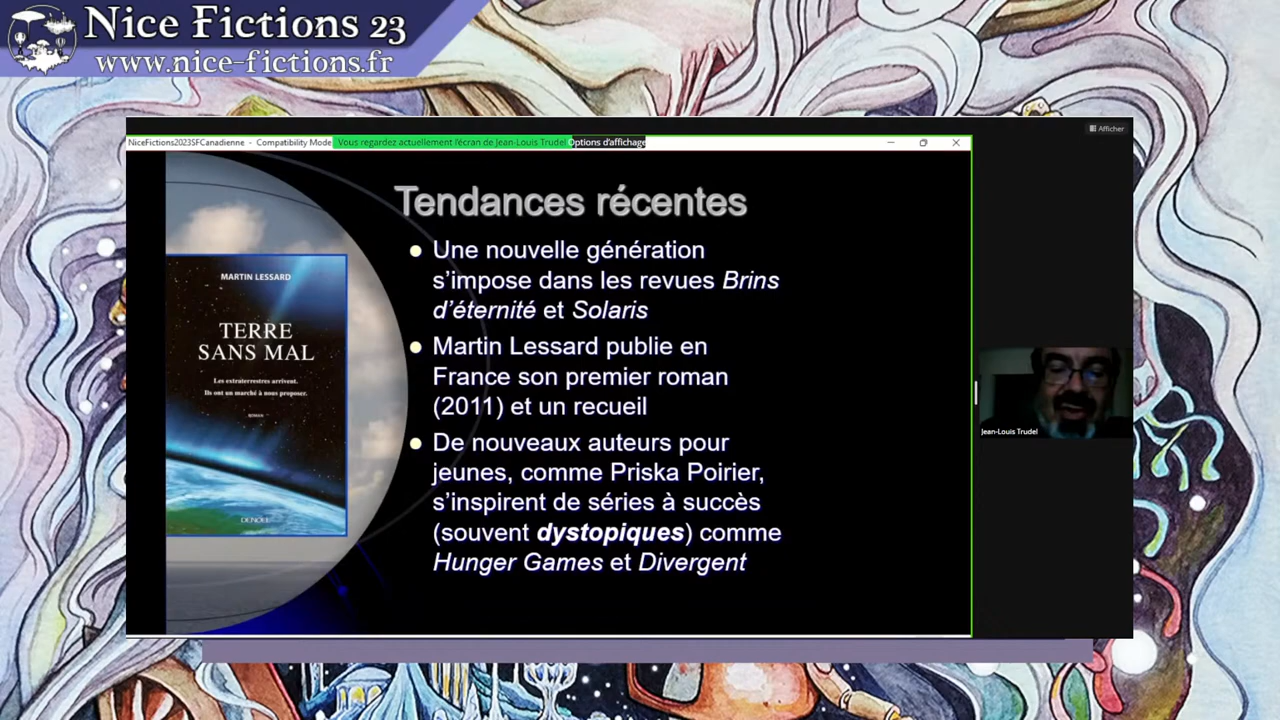 Nice Fictions 23
www.nice-fictions.fr
Afficher
NiceFictions2023SFCanadienne - Compatibility Mode
Vous regardez actuellement l'écran de Jean-Louis Trudel
Options d'affichage
Tendances récentes
Une nouvelle génération
s'impose dans les revues Brins
d'éternité et Solaris
Martin Lessard publie en
France son premier roman
(2011) et un recueil
De nouveaux auteurs pour
jeunes, comme Priska Poirier,
s'inspirent de séries à succès
(souvent dystopiques) comme
Hunger Games et Divergent
MARTIN LESSARD
TERRE
SANS MAL
Les extraterrestres arrivent.
Ils ont un marché à nous proposer.
ROMAN
DENOËL
Jean-Louis Trudel